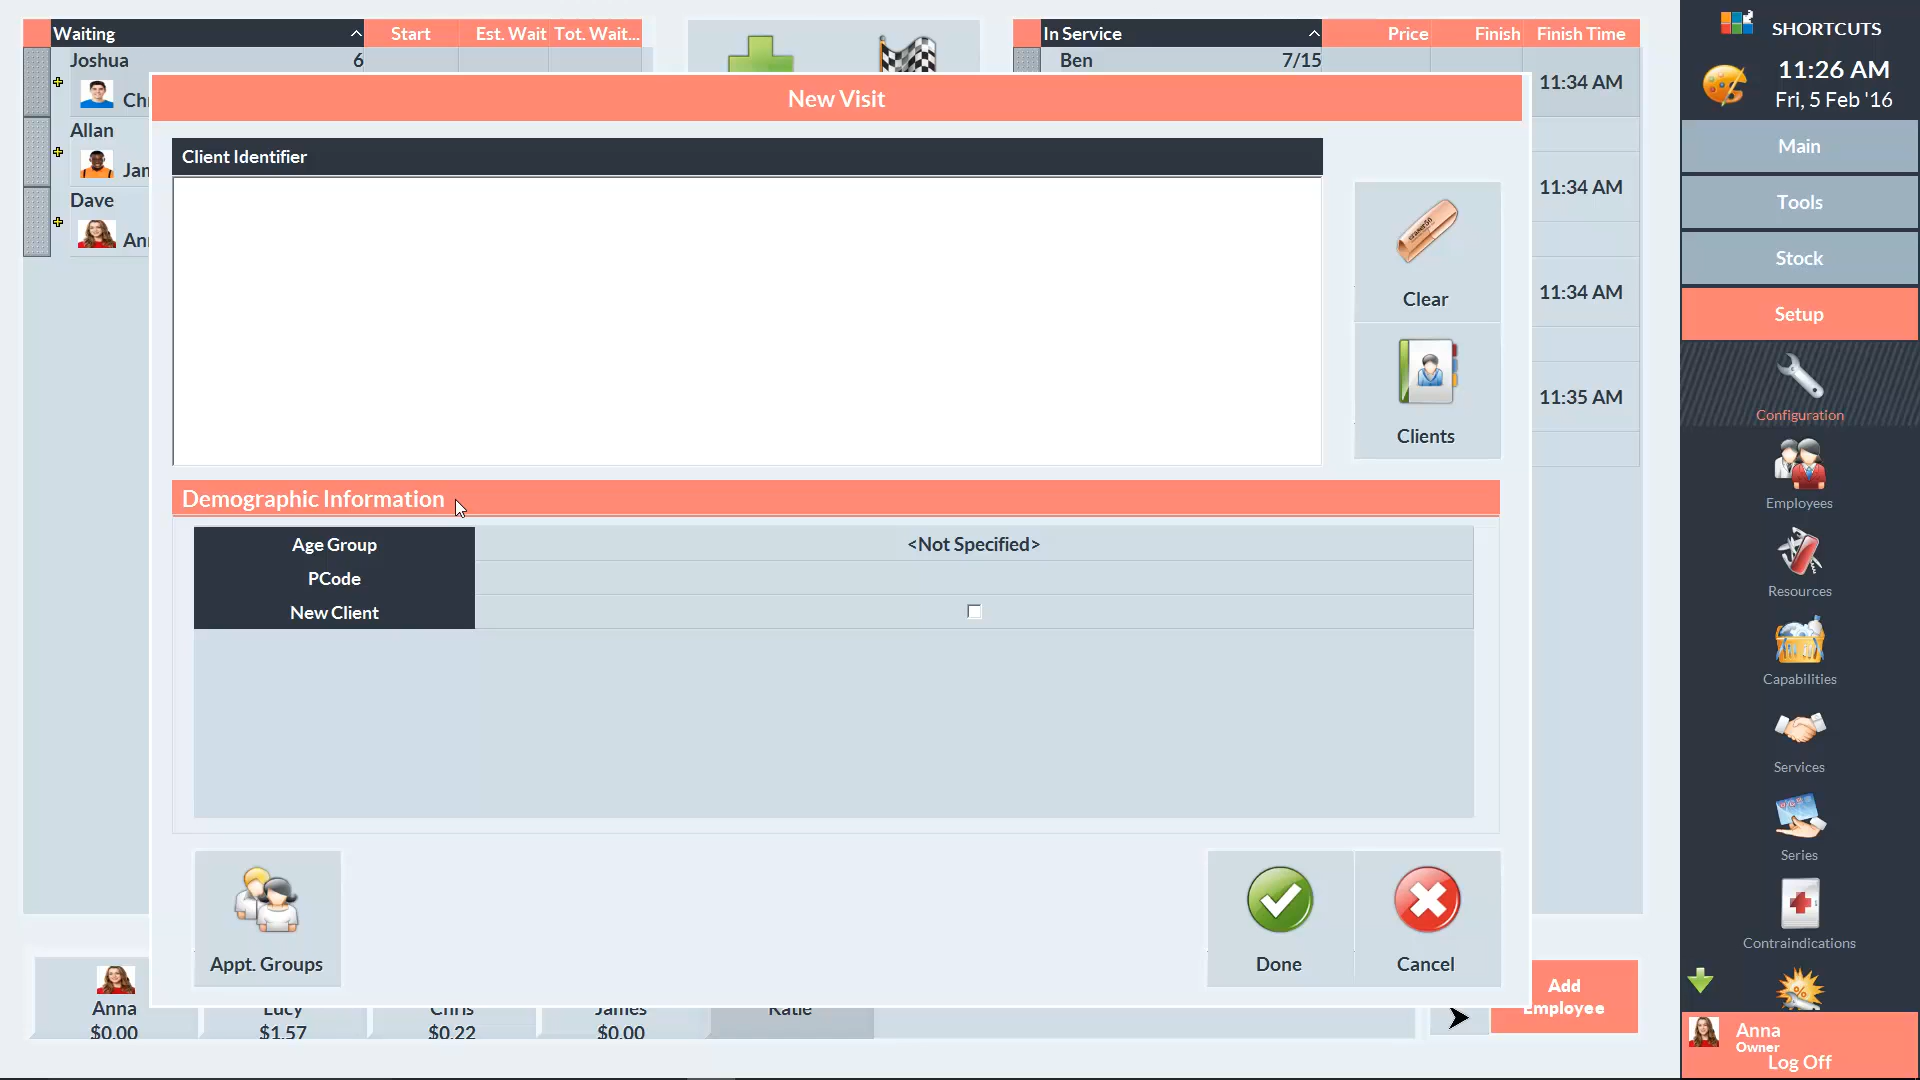 Waiting
Start
Est. Wait
Tot. Wait...
In Service
Price
Finish
Finish Time
SHORTCUTS
11:26 AM
Fri, 5 Feb '16
Joshua 6
Allan
Dave
Ben 7/15
11:34 AM
11:34 AM
11:34 AM
11:35 AM
New Visit
Client Identifier
Clear
Clients
Demographic Information
Age Group <Not Specified>
PCode
New Client
Appt. Groups
Done
Cancel
Main
Tools
Stock
Setup
Configuration
Employees
Resources
Capabilities
Services
Series
Contraindications
Anna
$0.00
Lucy
$1.57
Chris
$0.22
James
$0.00
Katie
Add
Employee
Anna
Owner
Log Off